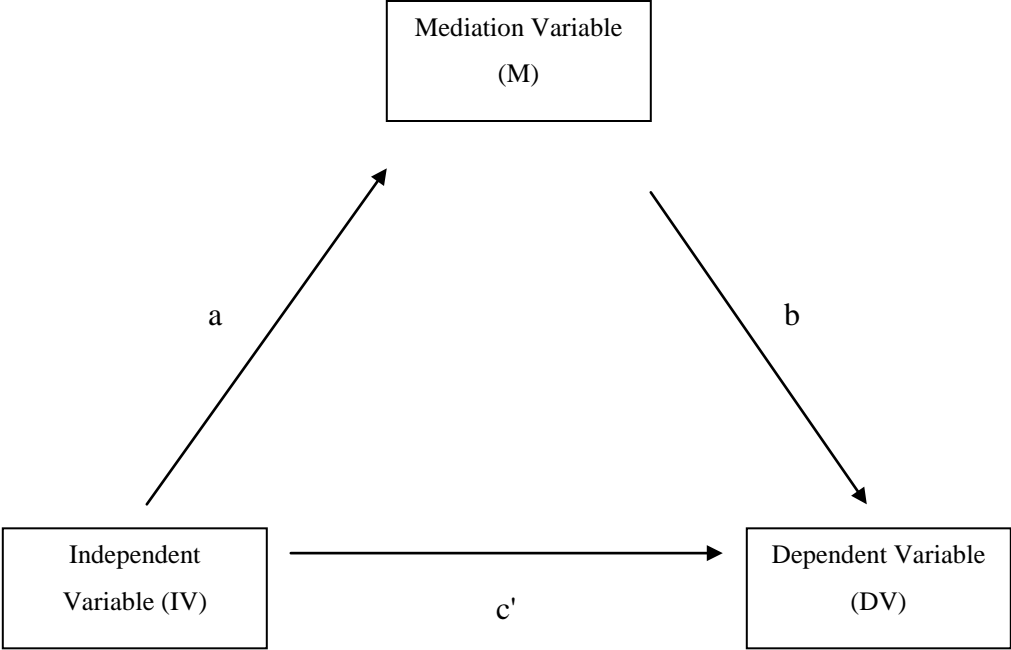 Mediation Variable
(M)
a
b
Independent
Variable (IV)
c'
Dependent Variable
(DV)